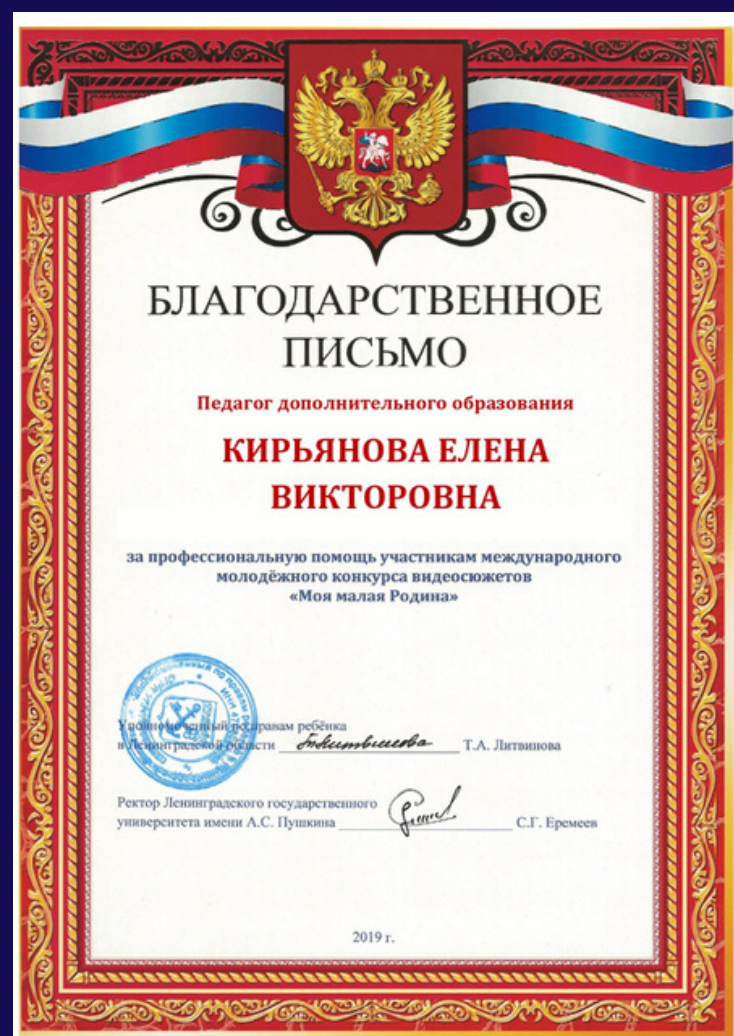 БЛАГОДАРСТВЕННОЕ
ПИСЬМО
Педагог дополнительного образования
КИРЬЯНОВА ЕЛЕНА
ВИКТОРОВНА
за профессиональную помощь участникам международного
молодёжного конкурса видеосюжетов
«Моя малая Родина»
Уполномоченный по правам ребёнка
в Ленинградской области Т.А. Литвинова
Ректор Ленинградского государственного
университета имени А.С. Пушкина С.Г. Еремеев
2019 г.